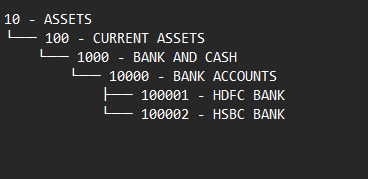 10 - ASSETS
└── 100 - CURRENT ASSETS
    └── 1000 - BANK AND CASH
        └── 10000 - BANK ACCOUNTS
            ├── 100001 - HDFC BANK
            └── 100002 - HSBC BANK